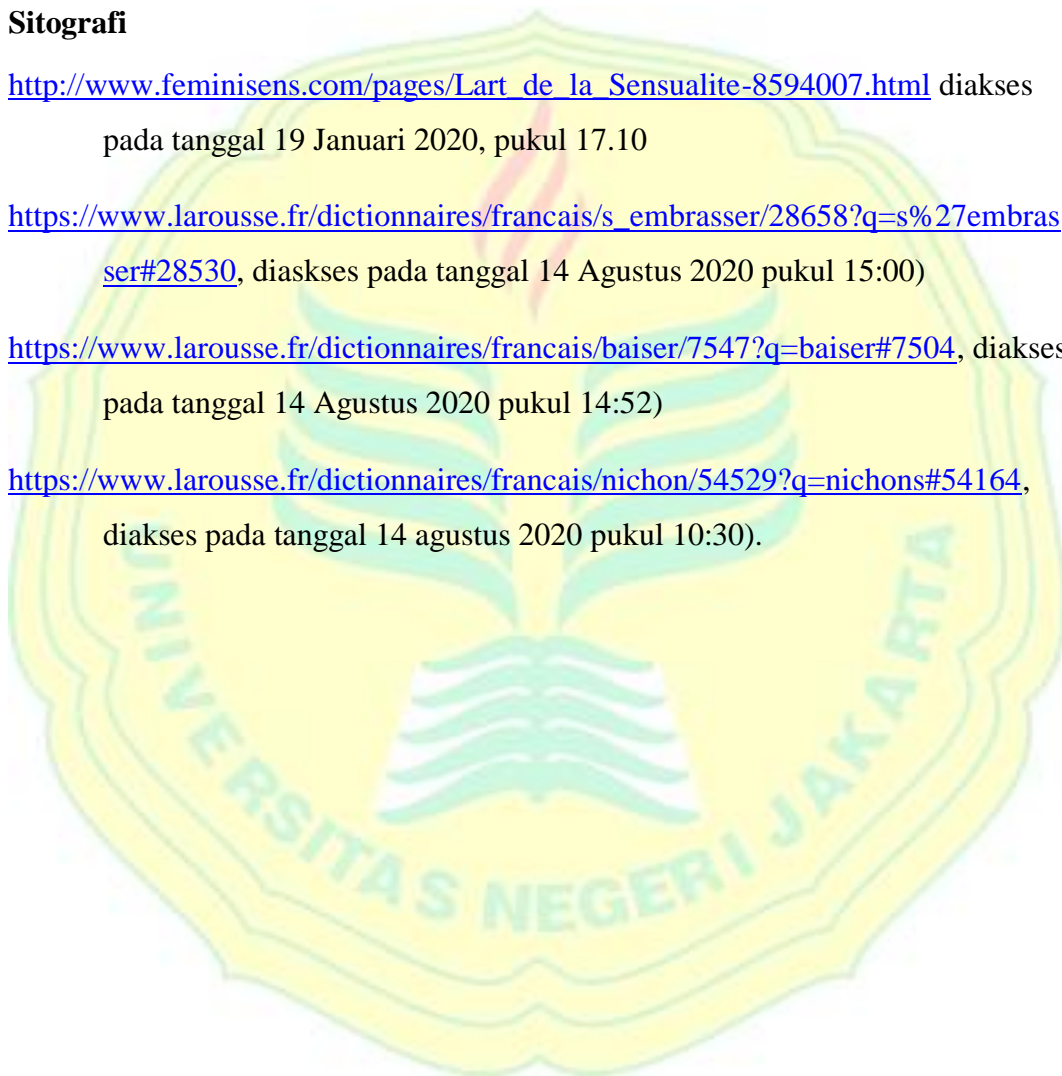 Sitografi
http://www.feminisens.com/pages/Lart_de_la_Sensualite-8594007.html diakses
pada tanggal 19 Januari 2020, pukul 17.10
https://www.larousse.fr/dictionnaires/francais/s_embrasser/28658?q=s%27embras
ser#28530, diaskses pada tanggal 14 Agustus 2020 pukul 15:00)
https://www.larousse.fr/dictionnaires/francais/baiser/7547?q=baiser#7504, diakses
pada tanggal 14 Agustus 2020 pukul 14:52)
https://www.larousse.fr/dictionnaires/francais/nichon/54529?q=nichons#54164,
diakses pada tanggal 14 agustus 2020 pukul 10:30).
UNIVERSITAS NEGERI JAKARTA